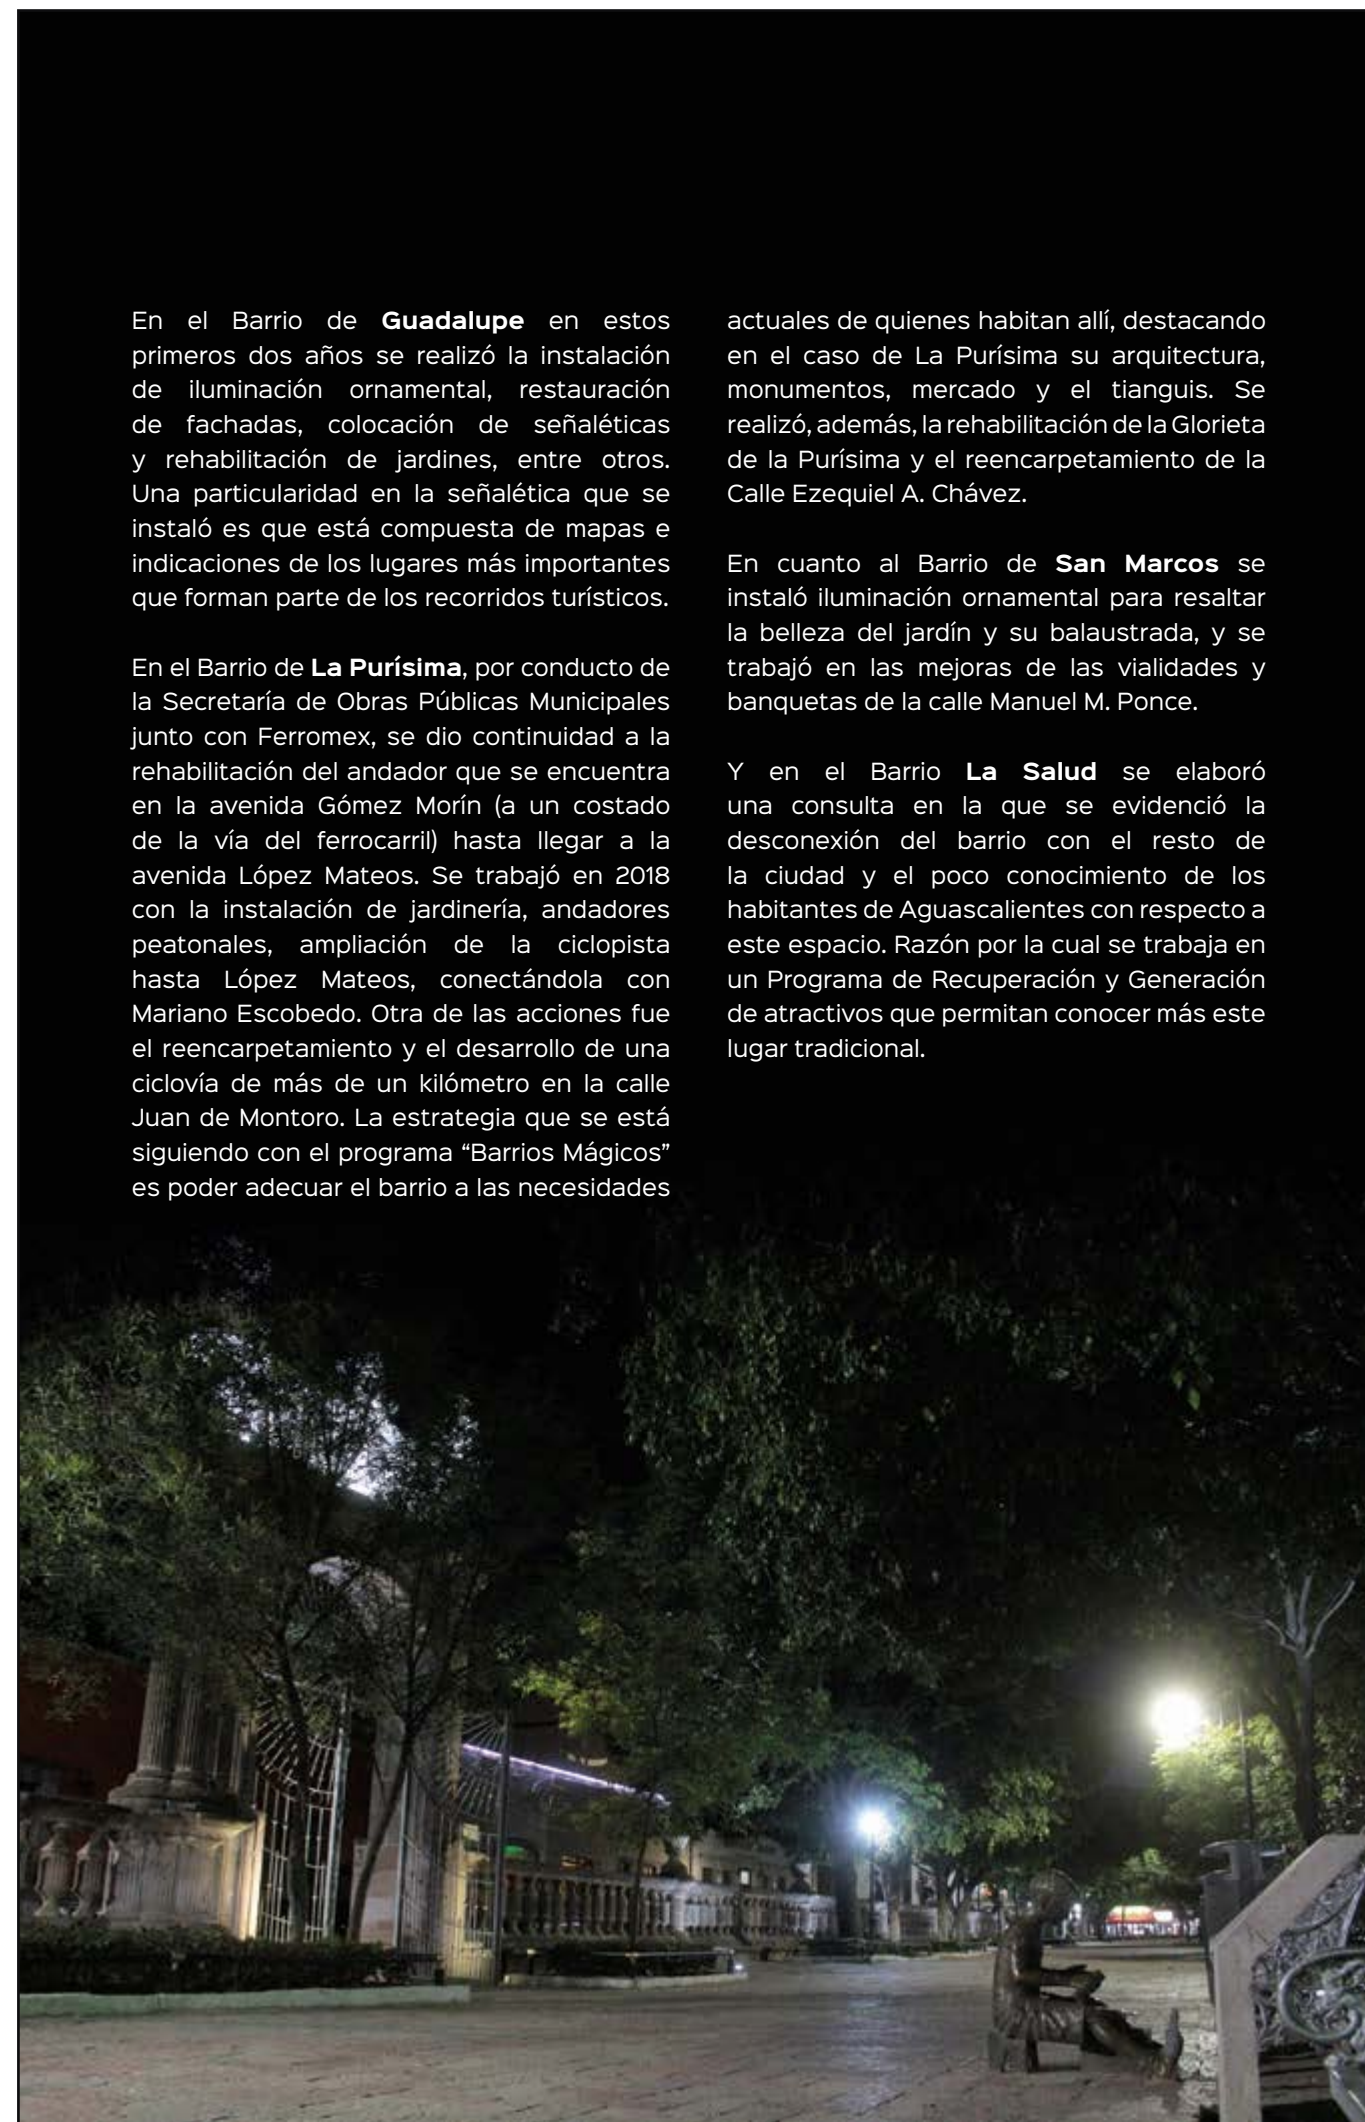 En el Barrio de Guadalupe en estos
primeros dos años se realizó la instalación
de iluminación ornamental, restauración
de fachadas, colocación de señaléticas
y rehabilitación de jardines, entre otros.
Una particularidad en la señalética que se
instaló es que está compuesta de mapas e
indicaciones de los lugares más importantes
que forman parte de los recorridos turísticos.
En el Barrio de La Purísima, por conducto de
la Secretaría de Obras Públicas Municipales
junto con Ferromex, se dio continuidad a la
rehabilitación del andador que se encuentra
en la avenida Gómez Morín (a un costado
de la vía del ferrocarril) hasta llegar a la
avenida López Mateos. Se trabajó en 2018
con la instalación de jardinería, andadores
peatonales, ampliación de la ciclopista
hasta López Mateos, conectándola con
Mariano Escobedo. Otra de las acciones fue
el reencarpetamiento y el desarrollo de una
ciclovía de más de un kilómetro en la calle
Juan de Montoro. La estrategia que se está
siguiendo con el programa “Barrios Mágicos”
es poder adecuar el barrio a las necesidades
actuales de quienes habitan allí, destacando
en el caso de La Purísima su arquitectura,
monumentos, mercado y el tianguis. Se
realizó, además, la rehabilitación de la Glorieta
de la Purísima y el reencarpetamiento de la
Calle Ezequiel A. Chávez.
En cuanto al Barrio de San Marcos se
instaló iluminación ornamental para resaltar
la belleza del jardín y su balaustrada, y se
trabajó en las mejoras de las vialidades y
banquetas de la calle Manuel M. Ponce.
Y en el Barrio La Salud se elaboró
una consulta en la que se evidenció la
desconexión del barrio con el resto de
la ciudad y el poco conocimiento de los
habitantes de Aguascalientes con respecto a
este espacio. Razón por la cual se trabaja en
un Programa de Recuperación y Generación
de atractivos que permitan conocer más este
lugar tradicional.